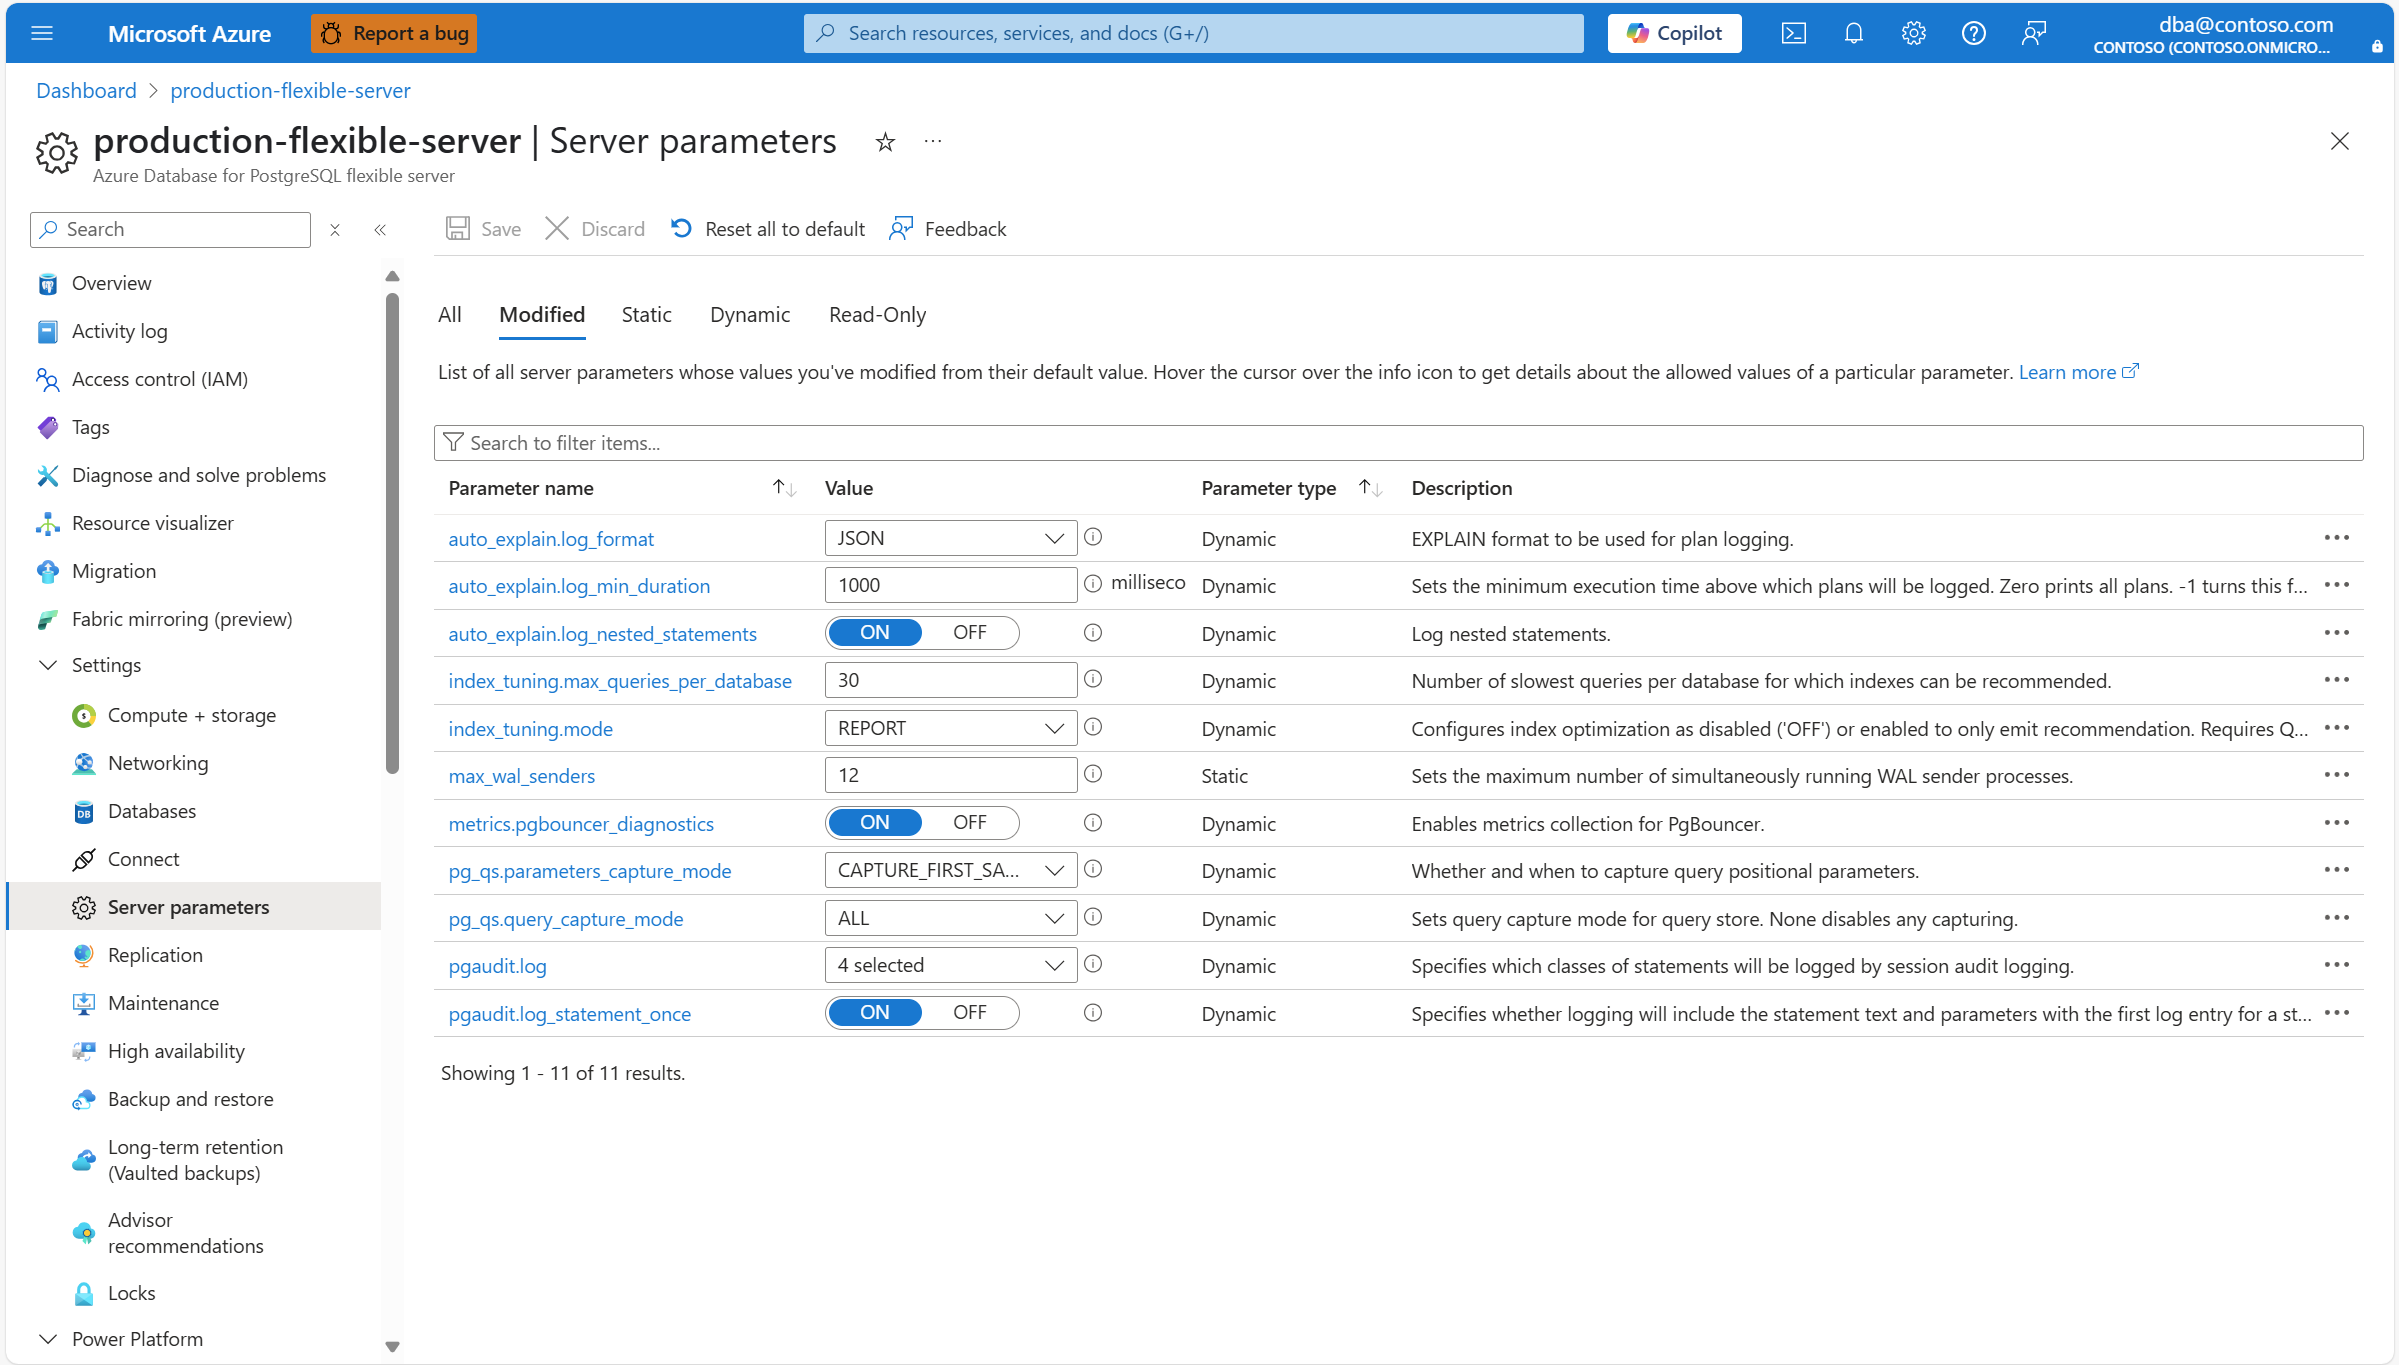 Microsoft Azure
Report a bug
Search resources, services, and docs (G+/)
Copilot
dba@contoso.com
CONTOSO (CONTOSO.ONMICRO...
Dashboard > production-flexible-server
production-flexible-server | Server parameters
Azure Database for PostgreSQL flexible server
Search
Overview
Activity log
Access control (IAM)
Tags
Diagnose and solve problems
Resource visualizer
Migration
Fabric mirroring (preview)
Settings
Compute + storage
Networking
Databases
Connect
Server parameters
Replication
Maintenance
High availability
Backup and restore
Long-term retention
(Vaulted backups)
Advisor
recommendations
Locks
Power Platform
Save Discard Reset all to default Feedback
All Modified Static Dynamic Read-Only
List of all server parameters whose values you've modified from their default value. Hover the cursor over the info icon to get details about the allowed values of a particular parameter. Learn more
Search to filter items...
Parameter name Value Parameter type Description
auto_explain.log_format JSON Dynamic EXPLAIN format to be used for plan logging.
auto_explain.log_min_duration 1000 milliseco Dynamic Sets the minimum execution time above which plans will be logged. Zero prints all plans. -1 turns this f...
auto_explain.log_nested_statements ON OFF Dynamic Log nested statements.
index_tuning.max_queries_per_database 30 Dynamic Number of slowest queries per database for which indexes can be recommended.
index_tuning.mode REPORT Dynamic Configures index optimization as disabled ('OFF') or enabled to only emit recommendation. Requires Q...
max_wal_senders 12 Static Sets the maximum number of simultaneously running WAL sender processes.
metrics.pgbouncer_diagnostics ON OFF Dynamic Enables metrics collection for PgBouncer.
pg_qs.parameters_capture_mode CAPTURE_FIRST_SA... Dynamic Whether and when to capture query positional parameters.
pg_qs.query_capture_mode ALL Dynamic Sets query capture mode for query store. None disables any capturing.
pgaudit.log 4 selected Dynamic Specifies which classes of statements will be logged by session audit logging.
pgaudit.log_statement_once ON OFF Dynamic Specifies whether logging will include the statement text and parameters with the first log entry for a st...
Showing 1 - 11 of 11 results.